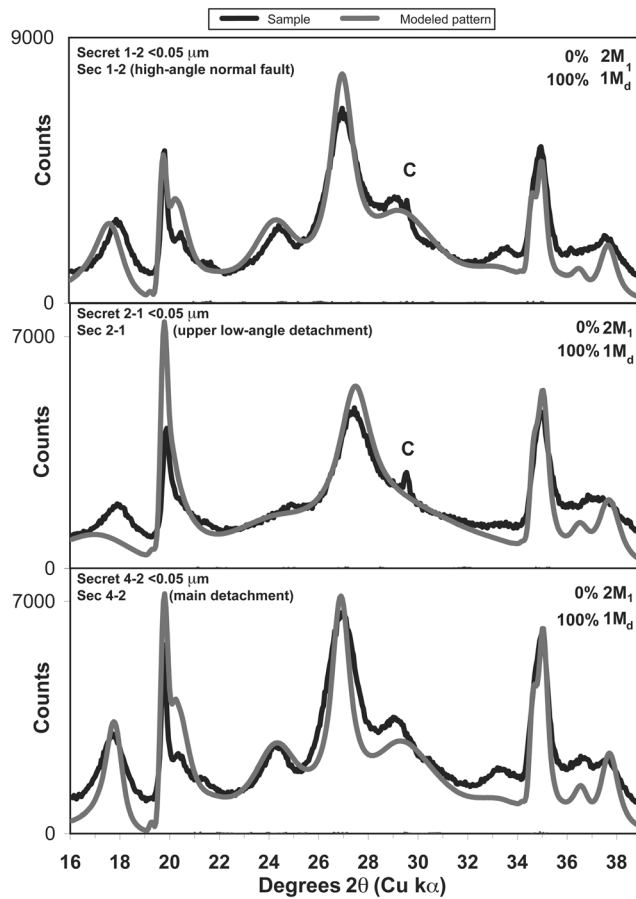 Sample Modeled pattern
9000
Secret 1-2 <0.05 μm
Sec 1-2 (high-angle normal fault)
0% 2M1
100% 1Md
C
Counts
0
Secret 2-1 <0.05 μm
Sec 2-1 (upper low-angle detachment)
7000
0% 2M1
100% 1Md
C
Counts
0
Secret 4-2 <0.05 μm
Sec 4-2 (main detachment)
7000
0% 2M1
100% 1Md
Counts
0
16 18 20 22 24 26 28 30 32 34 36 38
Degrees 2θ (Cu kα)